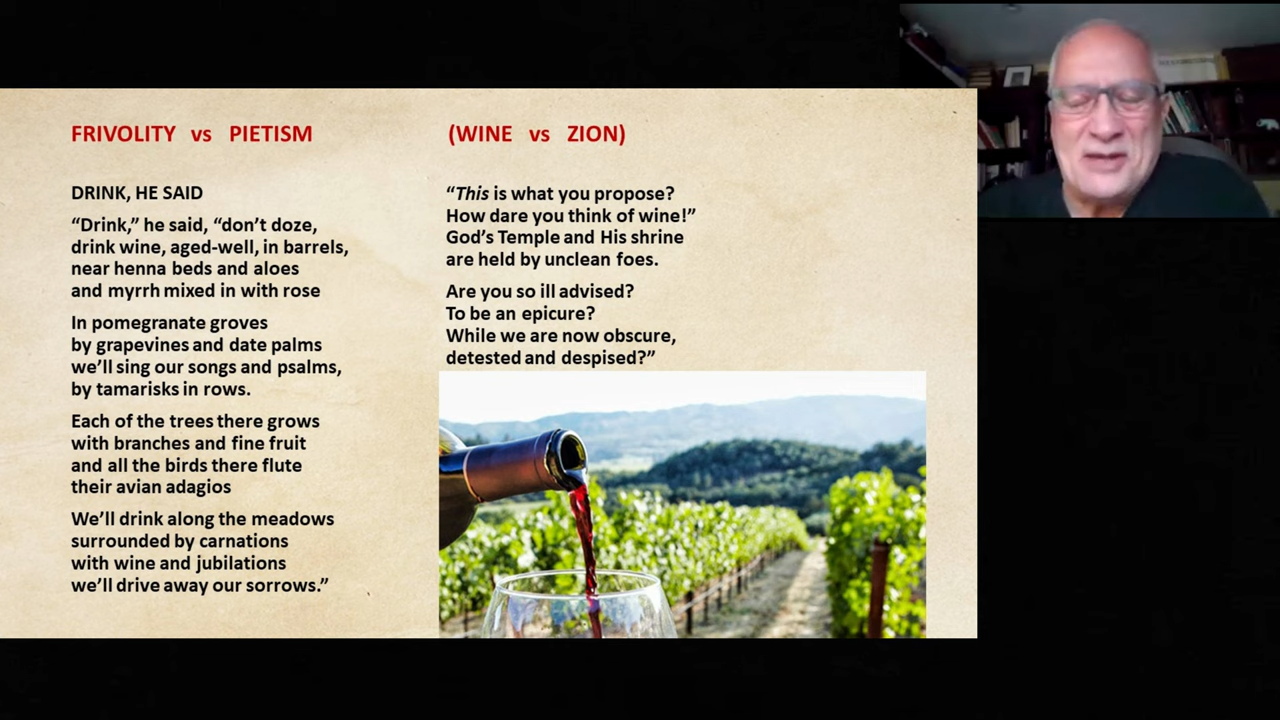 FRIVOLITY vs PIETISM
(WINE vs ZION)
DRINK, HE SAID
“Drink,” he said, “don’t doze,
drink wine, aged-well, in barrels,
near henna beds and aloes
and myrrh mixed in with rose
In pomegranate groves
by grapevines and date palms
we’ll sing our songs and psalms,
by tamarisks in rows.
Each of the trees there grows
with branches and fine fruit
and all the birds there flute
their avian adagios
We’ll drink along the meadows
surrounded by carnations
with wine and jubilations
we’ll drive away our sorrows.”
“This is what you propose?
How dare you think of wine!”
God’s Temple and His shrine
are held by unclean foes.
Are you so ill advised?
To be an epicure?
While we are now obscure,
detested and despised?”